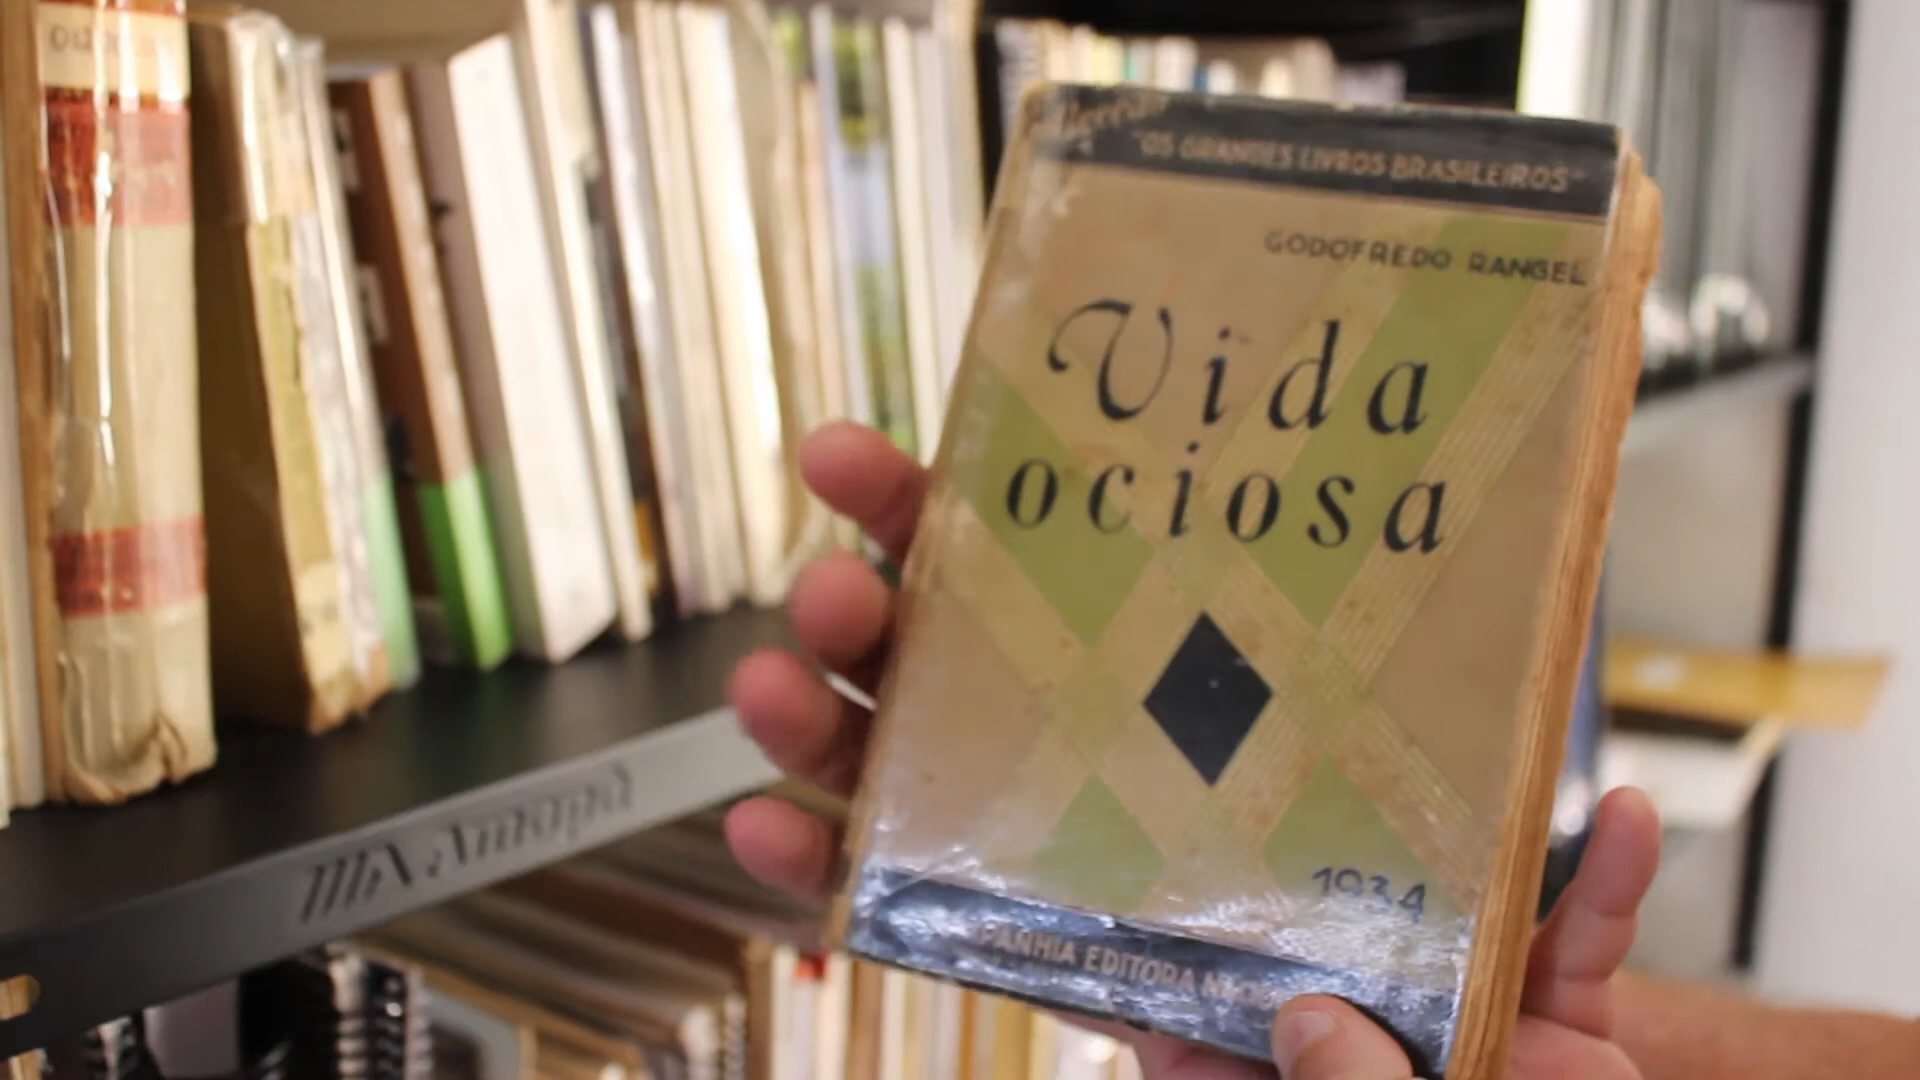 "OS GRANDES LIVROS BRASILEIROS"
GODOFREDO RANGEL
Vida
ociosa
1934
PANHIA EDITORA